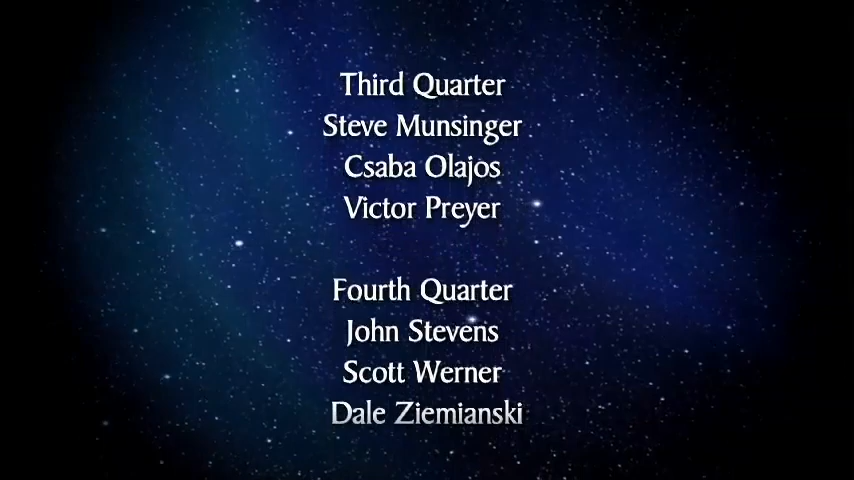 Third Quarter
Steve Munsinger
Csaba Olajos
Victor Preyer
Fourth Quarter
John Stevens
Scott Werner
Dale Ziemianski